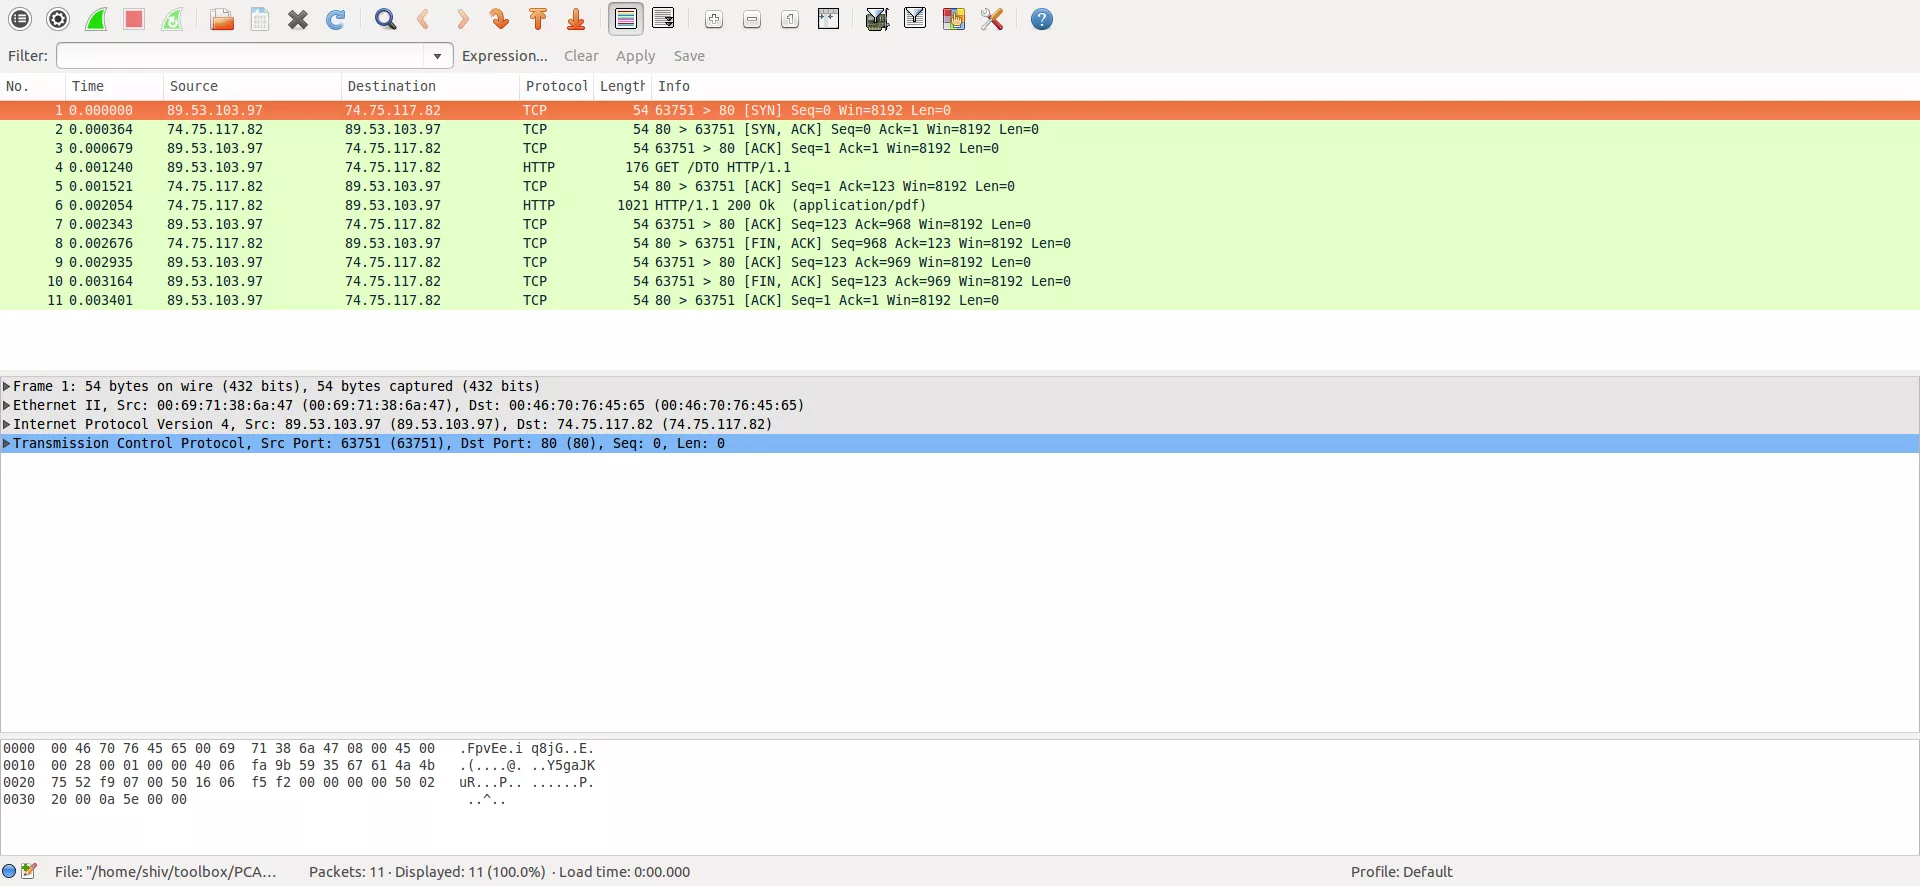 Filter: Expression... Clear Apply Save
No. Time Source Destination Protocol Length Info
1 0.000000 89.53.103.97 74.75.117.82 TCP 54 63751 > 80 [SYN] Seq=0 Win=8192 Len=0
2 0.000364 74.75.117.82 89.53.103.97 TCP 54 80 > 63751 [SYN, ACK] Seq=0 Ack=1 Win=8192 Len=0
3 0.000679 89.53.103.97 74.75.117.82 TCP 54 63751 > 80 [ACK] Seq=1 Ack=1 Win=8192 Len=0
4 0.001240 89.53.103.97 74.75.117.82 HTTP 176 GET /DTO HTTP/1.1
5 0.001521 74.75.117.82 89.53.103.97 TCP 54 80 > 63751 [ACK] Seq=1 Ack=123 Win=8192 Len=0
6 0.002054 74.75.117.82 89.53.103.97 HTTP 1021 HTTP/1.1 200 Ok (application/pdf)
7 0.002343 89.53.103.97 74.75.117.82 TCP 54 63751 > 80 [ACK] Seq=123 Ack=968 Win=8192 Len=0
8 0.002676 74.75.117.82 89.53.103.97 TCP 54 80 > 63751 [FIN, ACK] Seq=968 Ack=123 Win=8192 Len=0
9 0.002935 89.53.103.97 74.75.117.82 TCP 54 63751 > 80 [ACK] Seq=123 Ack=969 Win=8192 Len=0
10 0.003164 89.53.103.97 74.75.117.82 TCP 54 63751 > 80 [FIN, ACK] Seq=123 Ack=969 Win=8192 Len=0
11 0.003401 89.53.103.97 74.75.117.82 TCP 54 80 > 63751 [ACK] Seq=1 Ack=1 Win=8192 Len=0
Frame 1: 54 bytes on wire (432 bits), 54 bytes captured (432 bits)
Ethernet II, Src: 00:69:71:38:6a:47 (00:69:71:38:6a:47), Dst: 00:46:70:76:45:65 (00:46:70:76:45:65)
Internet Protocol Version 4, Src: 89.53.103.97 (89.53.103.97), Dst: 74.75.117.82 (74.75.117.82)
Transmission Control Protocol, Src Port: 63751 (63751), Dst Port: 80 (80), Seq: 0, Len: 0
0000 00 46 70 76 45 65 00 69 71 38 6a 47 08 00 45 00 .FpvEe.i q8jG..E.
0010 00 28 00 01 00 00 40 06 fa 9b 59 35 67 61 4a 4b .(....@. ..Y5gaJK
0020 75 52 f9 07 00 50 16 06 f5 f2 00 00 00 00 50 02 uR...P.. ......P.
0030 20 00 0a 5e 00 00 ..^..
File: "/home/shiv/toolbox/PCA... Packets: 11 · Displayed: 11 (100.0%) · Load time: 0:00.000 Profile: Default